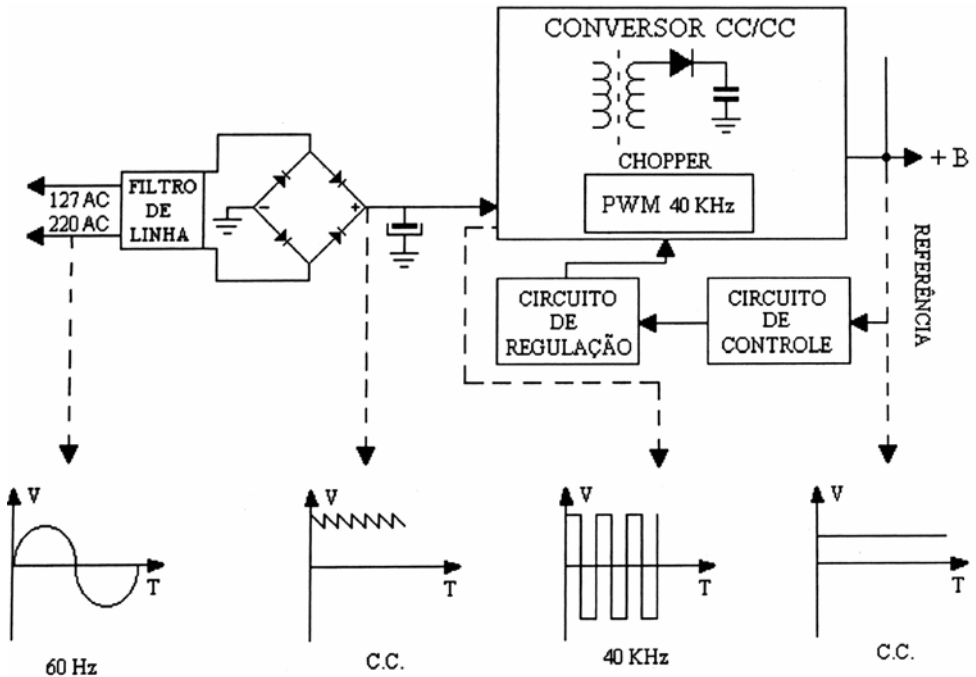 CONVERSOR CC/CC
CHOPPER
PWM 40 KHz
+ B
127 AC
220 AC
FILTRO
DE
LINHA
-
+
CIRCUITO
DE
REGULAÇÃO
CIRCUITO
DE
CONTROLE
REFERÊNCIA
V
T
60 Hz
V
T
C.C.
V
T
40 KHz
V
T
C.C.